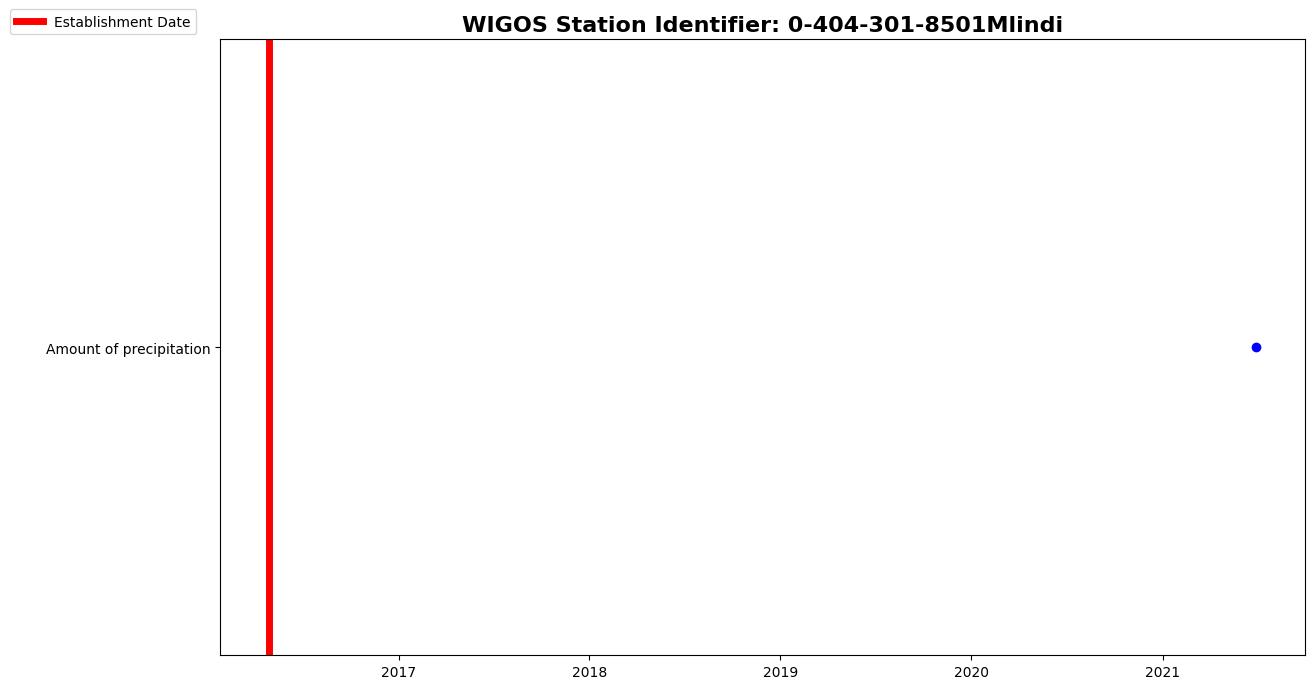 Establishment Date
WIGOS Station Identifier: 0-404-301-8501Mlindi
Amount of precipitation
2017 2018 2019 2020 2021